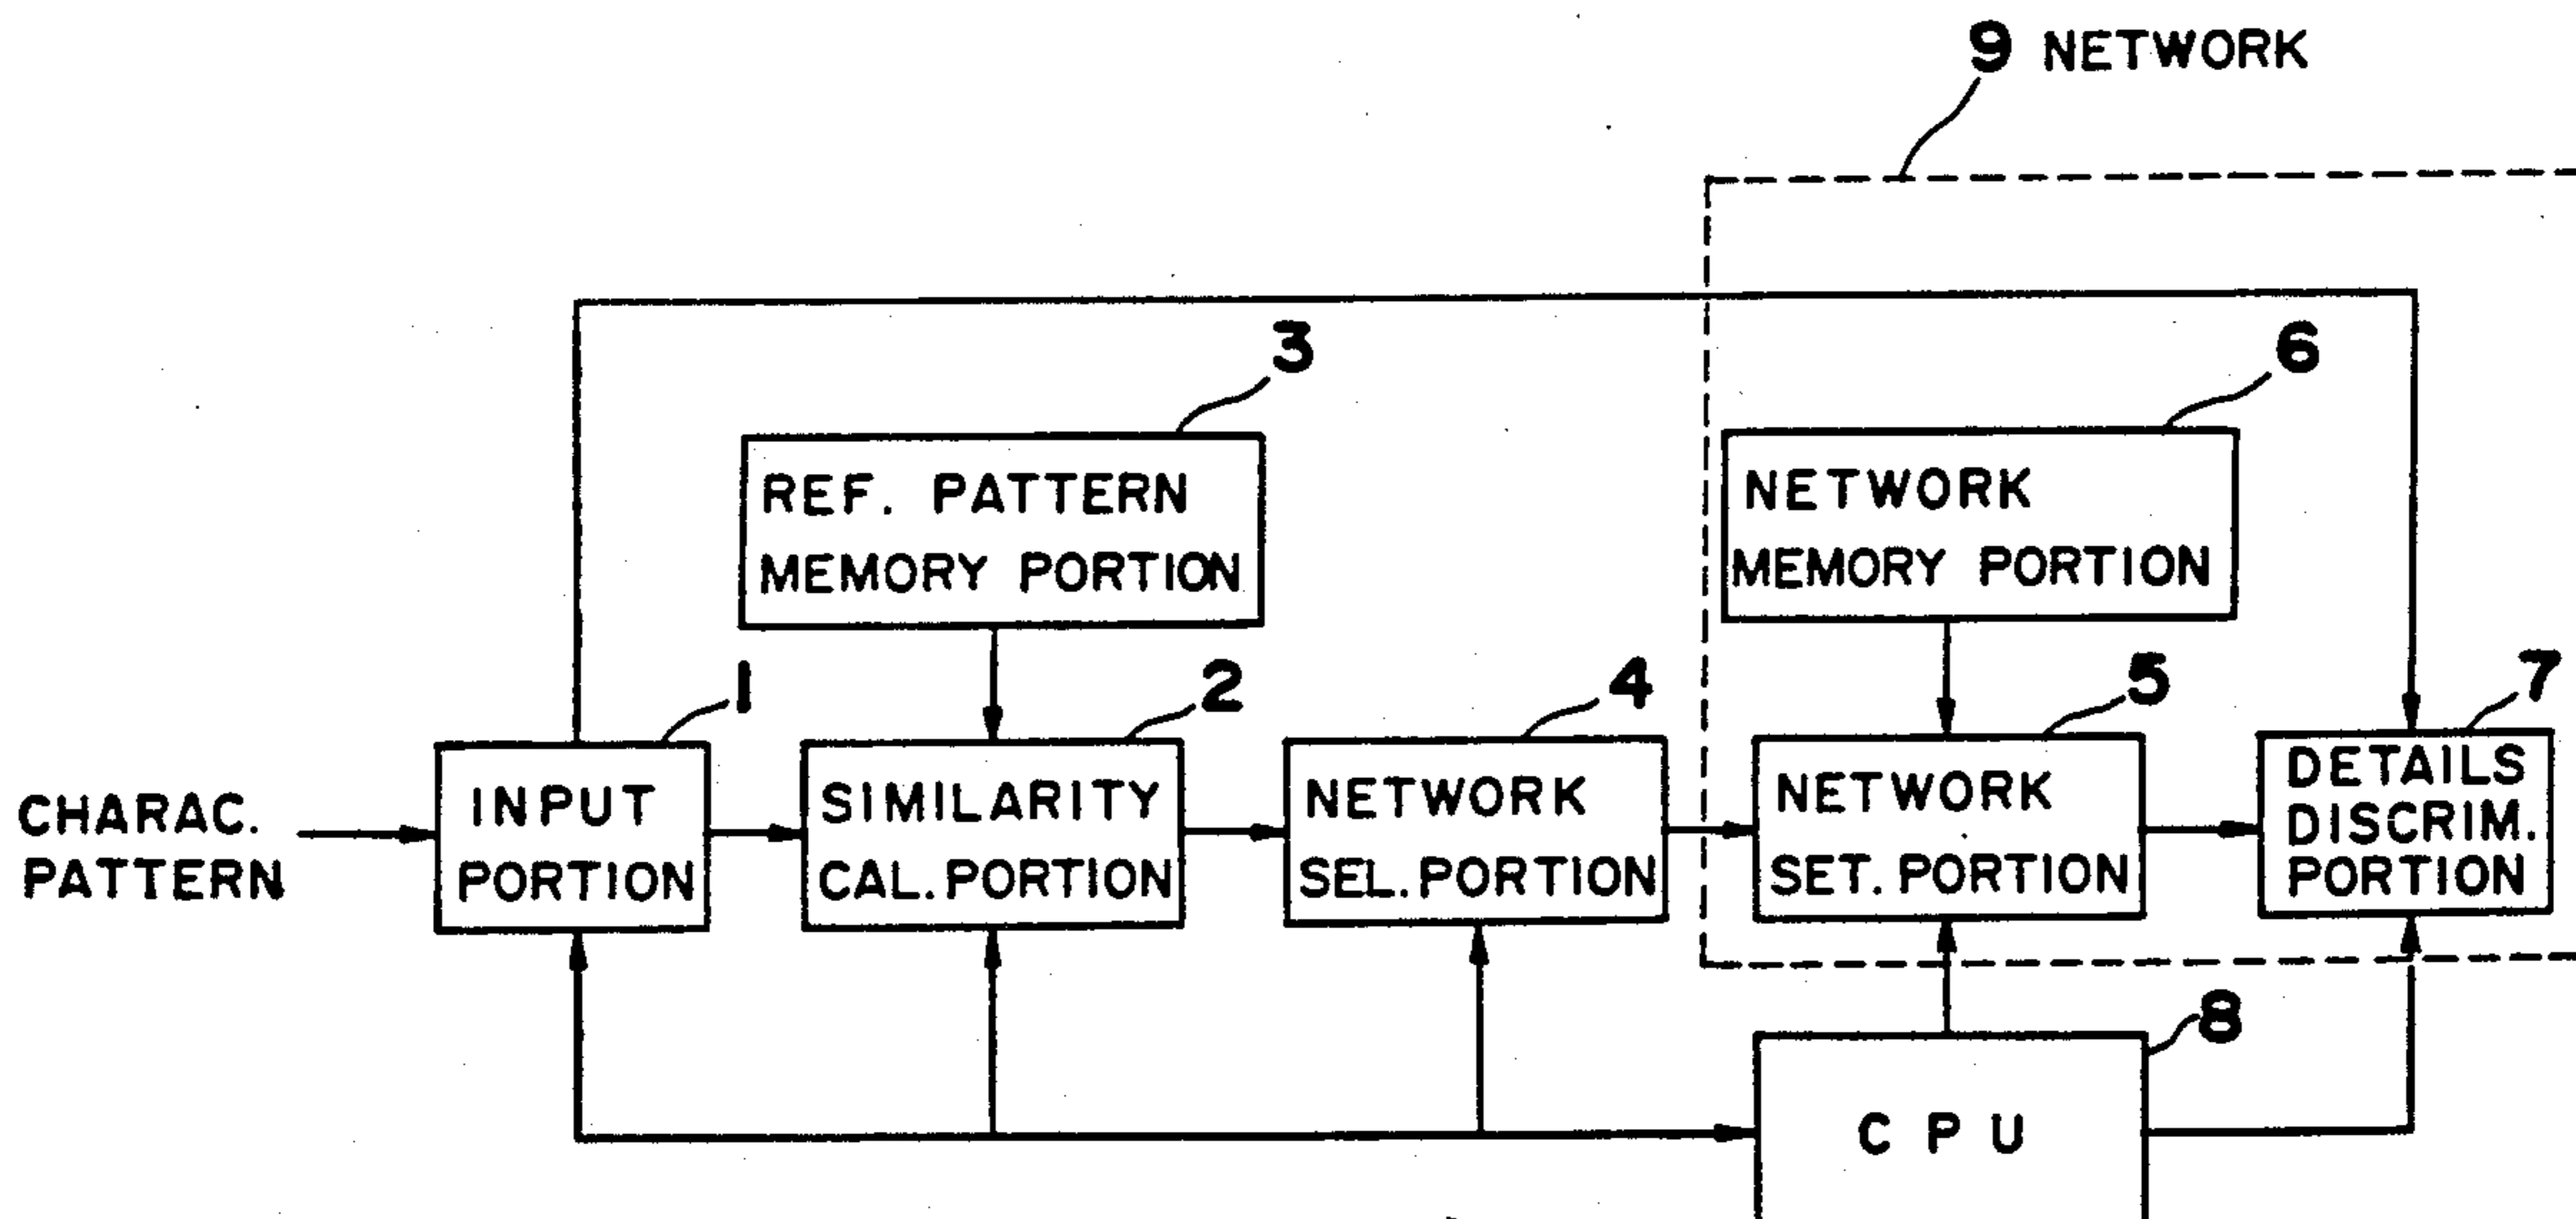 9 NETWORK
3
REF. PATTERN
MEMORY PORTION
6
NETWORK
MEMORY PORTION
CHARAC.
PATTERN
1
INPUT
PORTION
2
SIMILARITY
CAL. PORTION
4
NETWORK
SEL. PORTION
5
NETWORK
SET. PORTION
7
DETAILS
DISCRIM.
PORTION
8
CPU